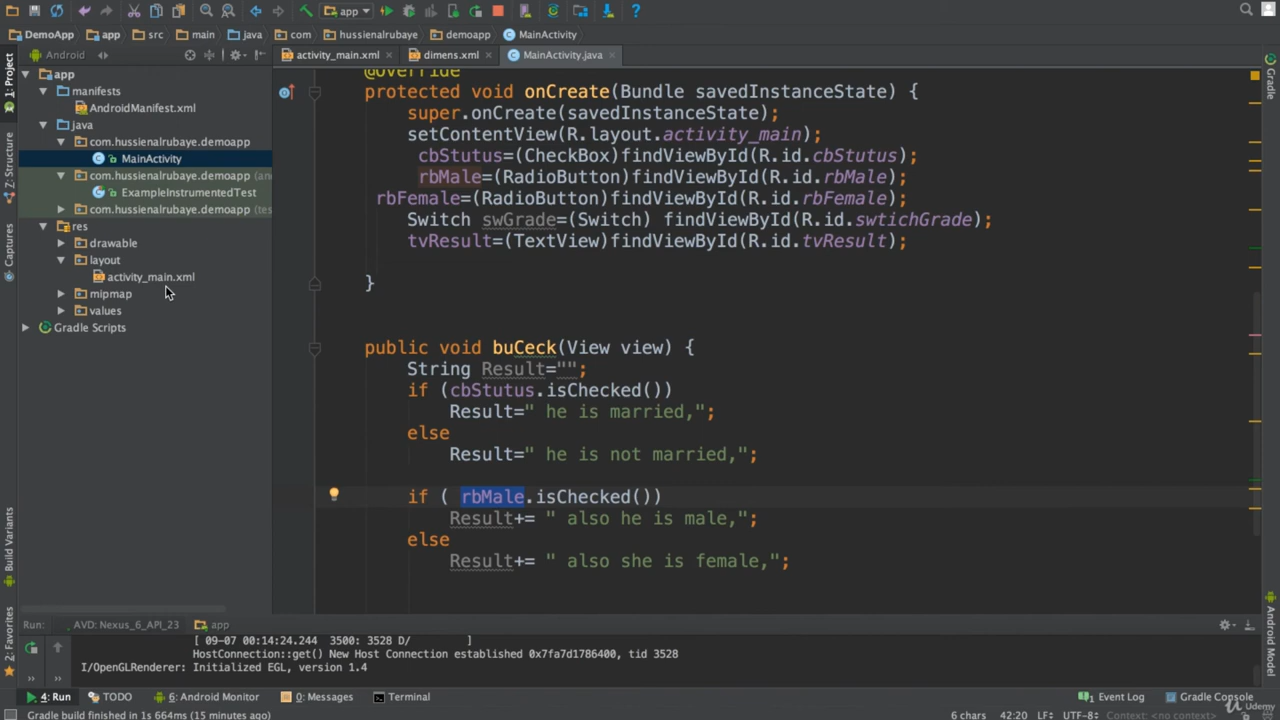 app
DemoApp app src main java com hussienalrubaye demoapp MainActivity
Android
activity_main.xml dimens.xml MainActivity.java
1: Project
Z: Structure
Captures
Build Variants
2: Favorites
app
manifests
AndroidManifest.xml
java
com.hussienalrubaye.demoapp
MainActivity
com.hussienalrubaye.demoapp (an
ExampleInstrumentedTest
com.hussienalrubaye.demoapp (tes
res
drawable
layout
activity_main.xml
mipmap
values
Gradle Scripts
@Override
protected void onCreate(Bundle savedInstanceState) {
super.onCreate(savedInstanceState);
setContentView(R.layout.activity_main);
cbStutus=(CheckBox)findViewById(R.id.cbStutus);
rbMale=(RadioButton)findViewById(R.id.rbMale);
rbFemale=(RadioButton)findViewById(R.id.rbFemale);
Switch swGrade=(Switch) findViewById(R.id.swtichGrade);
tvResult=(TextView)findViewById(R.id.tvResult);
}
public void buCeck(View view) {
String Result="";
if (cbStutus.isChecked())
Result=" he is married,";
else
Result=" he is not married,";
if ( rbMale.isChecked())
Result+= " also he is male,";
else
Result+= " also she is female,";
Gradle
Android Model
Run: AVD: Nexus_6_API_23 app
[ 09-07 00:14:24.244 3500: 3528 D/ ]
HostConnection::get() New Host Connection established 0x7fa7d1786400, tid 3528
I/OpenGLRenderer: Initialized EGL, version 1.4
4: Run TODO 6: Android Monitor 0: Messages Terminal Event Log Gradle Console
Gradle build finished in 1s 664ms (15 minutes ago) 6 chars 42:20 LF÷ UTF-8÷ Context: <no context>
Udemy